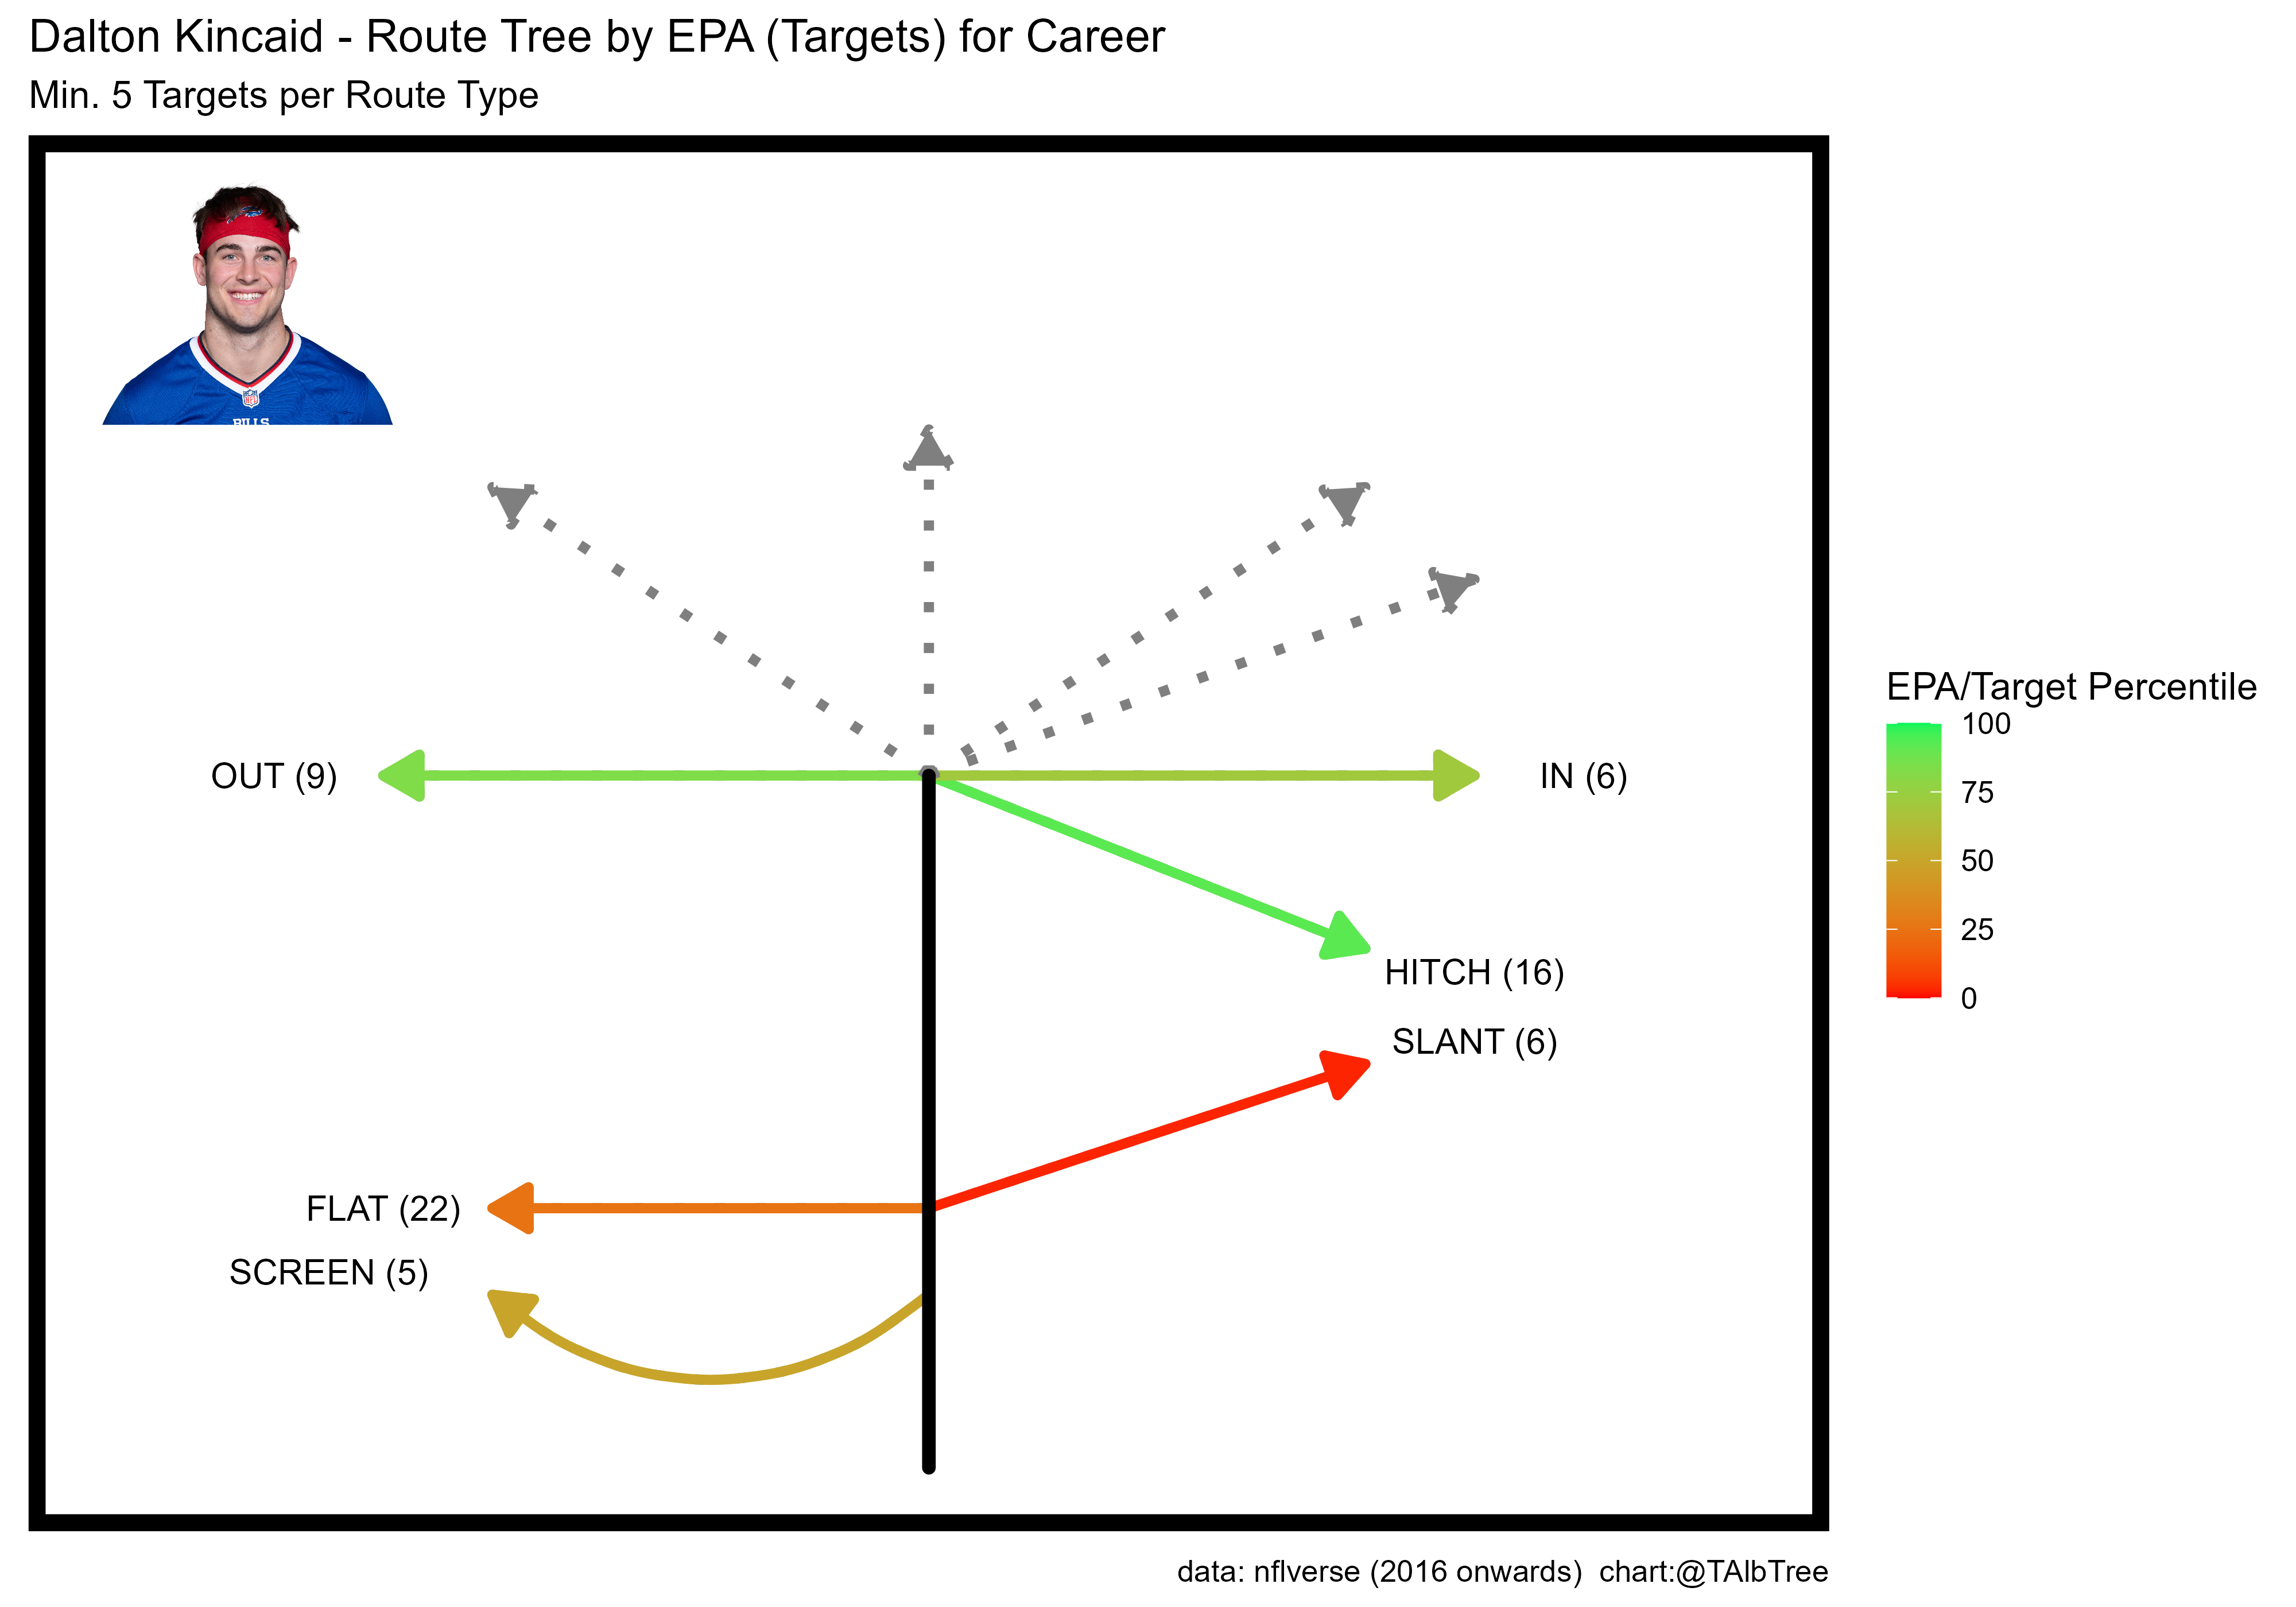 Dalton Kincaid - Route Tree by EPA (Targets) for Career
Min. 5 Targets per Route Type
BILLS
EPA/Target Percentile
100
75
50
25
0
OUT (9)
IN (6)
HITCH (16)
SLANT (6)
FLAT (22)
SCREEN (5)
data: nflverse (2016 onwards)  chart:@TAlbTree